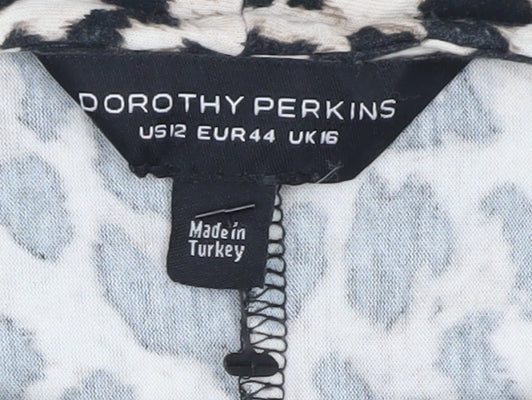 DOROTHY PERKINS
US12 EUR44 UK16
Made in
Turkey